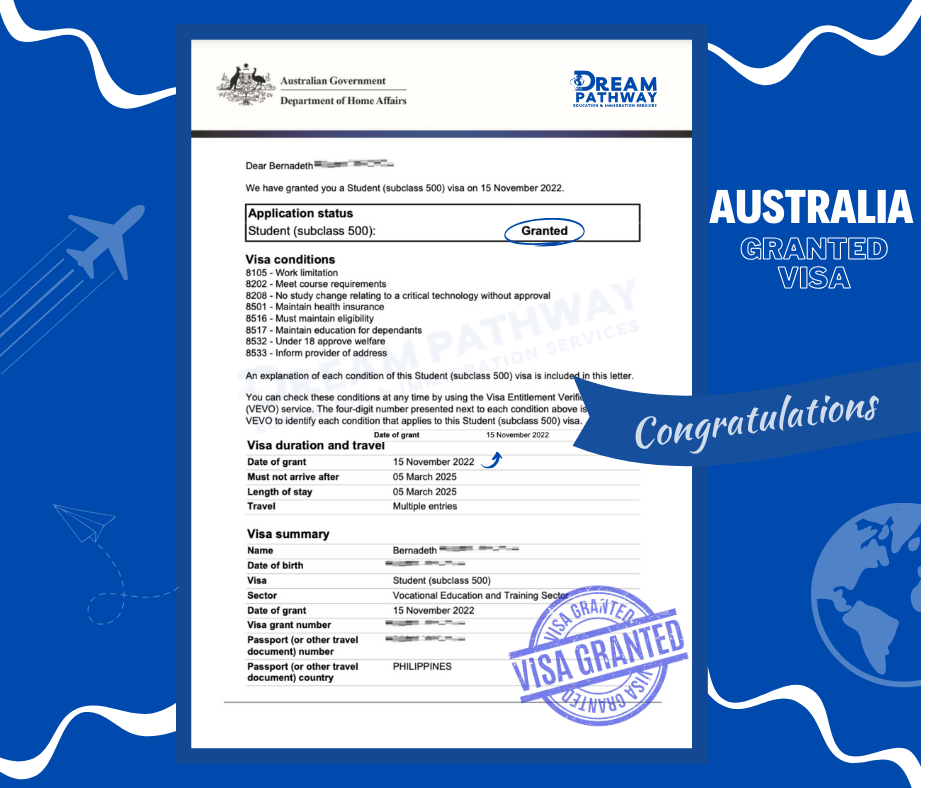 Australian Government
Department of Home Affairs
DREAM
PATHWAY
EDUCATION & IMMIGRATION SERVICES
Dear Bernadeth
We have granted you a Student (subclass 500) visa on 15 November 2022.
Application status
Student (subclass 500): Granted
Visa conditions
8105 - Work limitation
8202 - Meet course requirements
8208 - No study change relating to a critical technology without approval
8501 - Maintain health insurance
8516 - Must maintain eligibility
8517 - Maintain education for dependants
8532 - Under 18 approve welfare
8533 - Inform provider of address
An explanation of each condition of this Student (subclass 500) visa is included in this letter.
You can check these conditions at any time by using the Visa Entitlement
(VEVO) service. The four-digit number presented next to each condition above is
VEVO to identify each condition that applies to this Student (subclass 500) visa.
Date of grant 15 November 2022
Visa duration and travel
Date of grant 15 November 2022
Must not arrive after 05 March 2025
Length of stay 05 March 2025
Travel Multiple entries
Visa summary
Name Bernadeth
Date of birth
Visa Student (subclass 500)
Sector Vocational Education and Training Sector
Date of grant 15 November 2022
Visa grant number
Passport (or other travel
document) number
Passport (or other travel PHILIPPINES
document) country
DREAM PATHWAY
& IMMIGRATION SERVICES
VISA GRANTED
VISA GRANTED
VISA GRANTED
AUSTRALIA
GRANTED
VISA
Congratulations